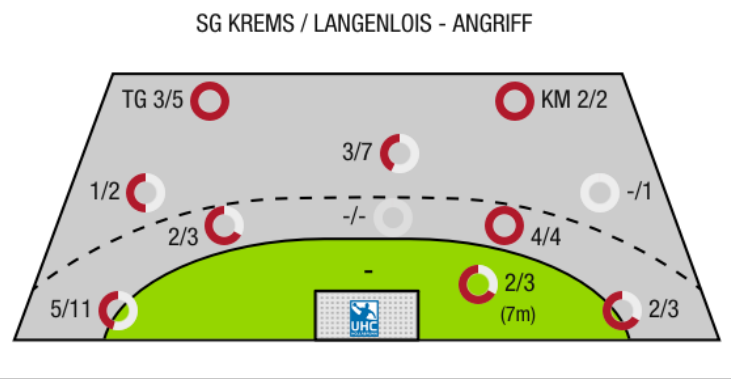 SG KREMS / LANGENLOIS - ANGRIFF
TG 3/5
KM 2/2
3/7
1/2
-/1
2/3
-/-
4/4
-
2/3
(7m)
5/11
2/3
UHC